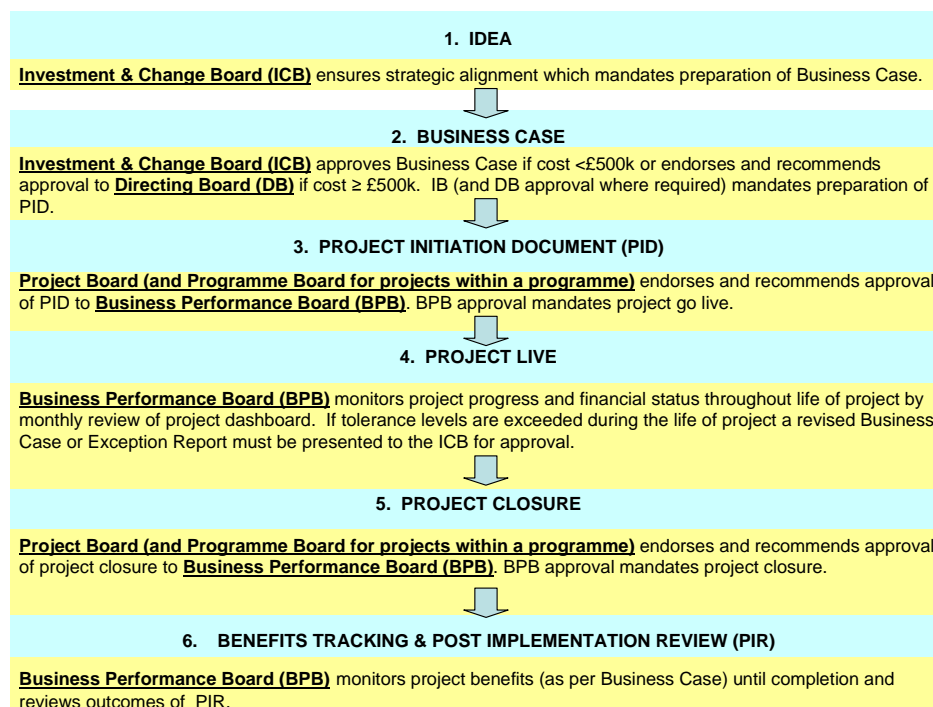 1. IDEA
Investment & Change Board (ICB) ensures strategic alignment which mandates preparation of Business Case.
2. BUSINESS CASE
Investment & Change Board (ICB) approves Business Case if cost <£500k or endorses and recommends
approval to Directing Board (DB) if cost ≥ £500k. IB (and DB approval where required) mandates preparation of
PID.
3. PROJECT INITIATION DOCUMENT (PID)
Project Board (and Programme Board for projects within a programme) endorses and recommends approval
of PID to Business Performance Board (BPB). BPB approval mandates project go live.
4. PROJECT LIVE
Business Performance Board (BPB) monitors project progress and financial status throughout life of project by
monthly review of project dashboard. If tolerance levels are exceeded during the life of project a revised Business
Case or Exception Report must be presented to the ICB for approval.
5. PROJECT CLOSURE
Project Board (and Programme Board for projects within a programme) endorses and recommends approval
of project closure to Business Performance Board (BPB). BPB approval mandates project closure.
6. BENEFITS TRACKING & POST IMPLEMENTATION REVIEW (PIR)
Business Performance Board (BPB) monitors project benefits (as per Business Case) until completion and
reviews outcomes of PIR.